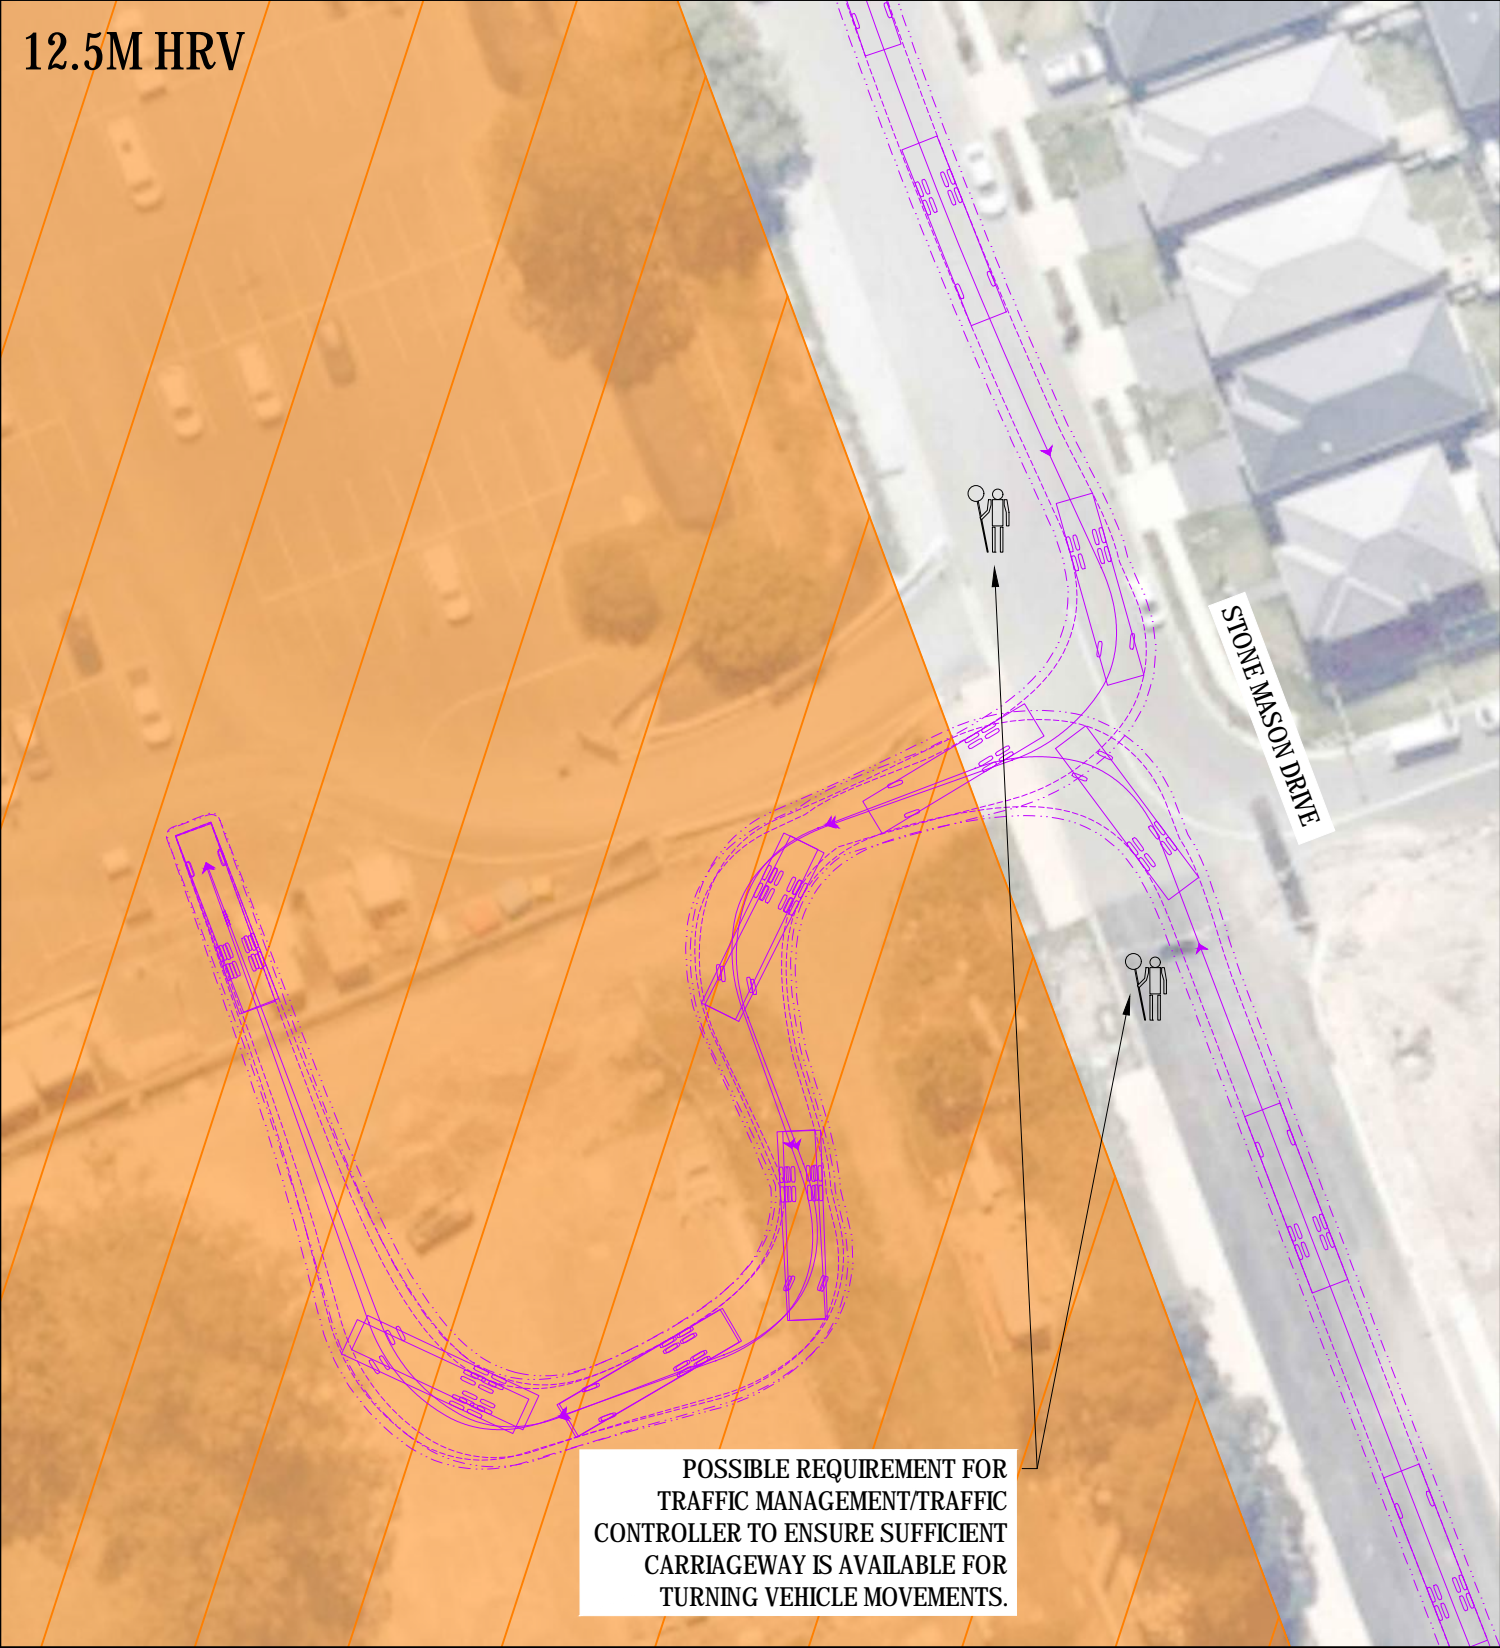 12.5M HRV
STONE MASON DRIVE
POSSIBLE REQUIREMENT FOR
TRAFFIC MANAGEMENT/TRAFFIC
CONTROLLER TO ENSURE SUFFICIENT
CARRIAGEWAY IS AVAILABLE FOR
TURNING VEHICLE MOVEMENTS.